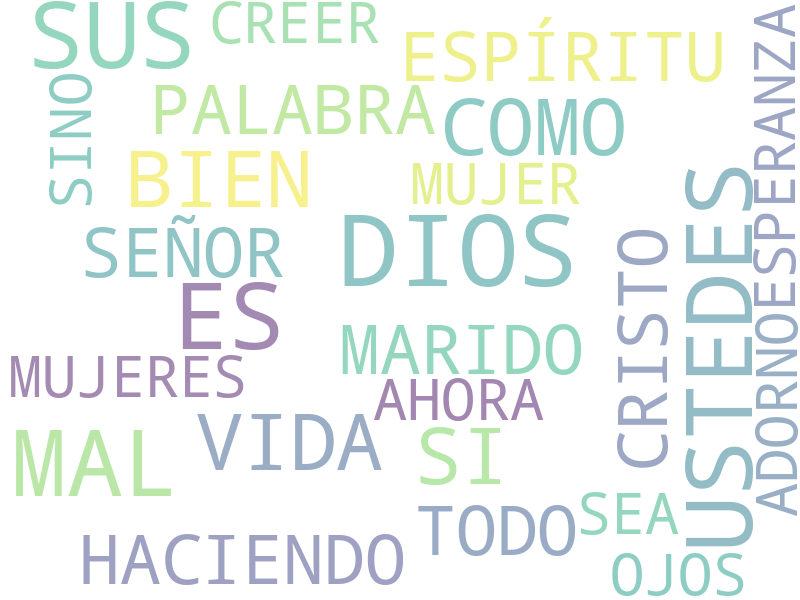 SUS
CREER
ESPÍRITU
ESPERANZA
SINO
PALABRA
COMO
BIEN
MUJER
USTEDES
SEÑOR
DIOS
CRISTO
ES
MARIDO
MUJERES
AHORA
ADORNO
VIDA
SI
MAL
TODO
SEA
HACIENDO
OJOS